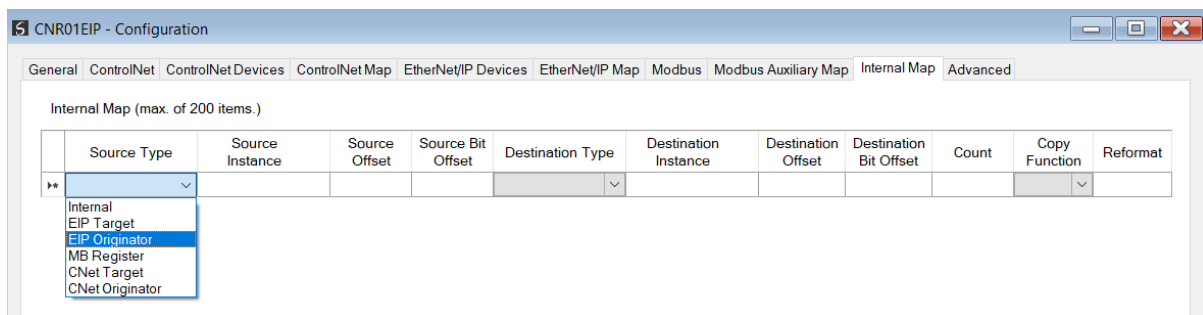 CNR01EIP - Configuration
General ControlNet ControlNet Devices ControlNet Map EtherNet/IP Devices EtherNet/IP Map Modbus Modbus Auxiliary Map Internal Map Advanced
Internal Map (max. of 200 items.)
Source Type Source Instance Source Offset Source Bit Offset Destination Type Destination Instance Destination Offset Destination Bit Offset Count Copy Function Reformat
Internal
EIP Target
EIP Originator
MB Register
CNet Target
CNet Originator